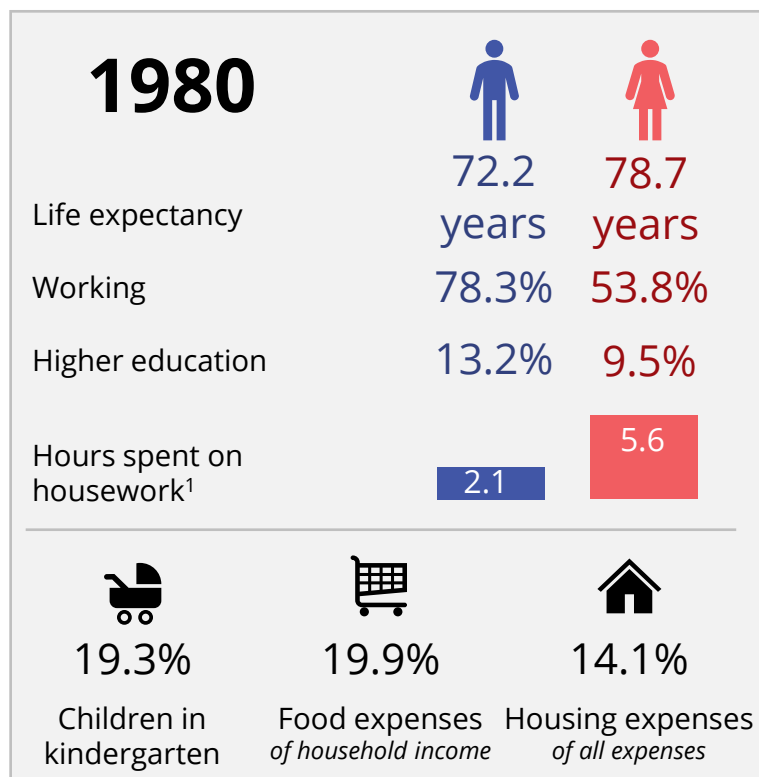 1980
72.2 78.7
Life expectancy years years
Working 78.3% 53.8%
Higher education 13.2% 9.5%
Hours spent on
housework¹ 2.1 5.6
19.3% 19.9% 14.1%
Children in Food expenses Housing expenses
kindergarten of household income of all expenses